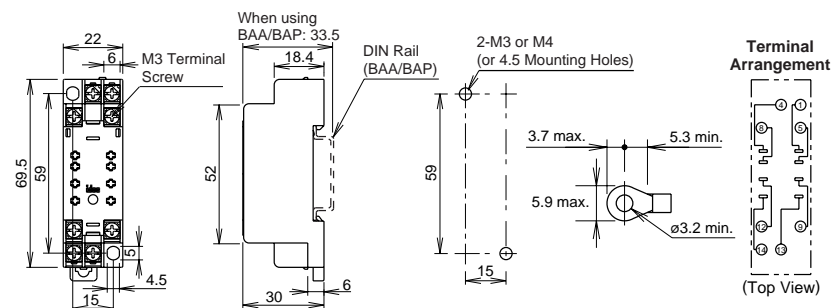 When using
BAA/BAP: 33.5
22
6
M3 Terminal
Screw
69.5
59
5
4.5
15
18.4
DIN Rail
(BAA/BAP)
52
6
30
2-M3 or M4
(or 4.5 Mounting Holes)
59
15
3.7 max.
5.3 min.
5.9 max.
ø3.2 min.
Terminal
Arrangement
4 1
8 5
12 9
14 13
(Top View)